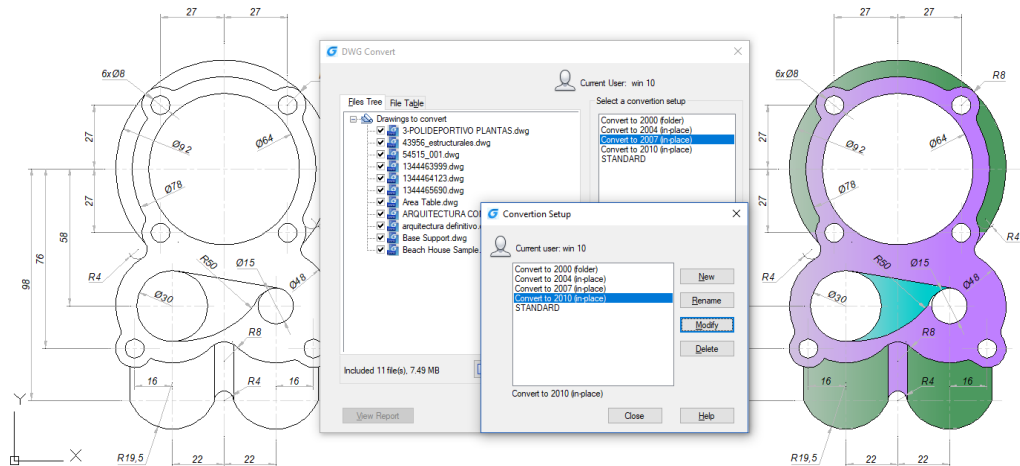 27
27
6xØ8
27
Ø9.2
Ø64
Ø78
98
76
58
27
R4
R50
Ø15
Ø30
Ø48
R8
16
R4
16
R19,5
22
22
Y
X
DWG Convert
Current User: win 10
Files Tree
File Table
Drawings to convert
3-POLIDEPORTIVO PLANTAS.dwg
43956_estructurales.dwg
54515_001.dwg
1344463999.dwg
1344464123.dwg
1344465690.dwg
Area Table.dwg
ARQUITECTURA
arquitectura definitivo.
Base Support.dwg
Beach House Sample
Included 11 file(s), 7.49 MB
View Report
Select a convertion setup
Convert to 2000 (folder)
Convert to 2004 (in-place)
Convert to 2007 (in-place)
Convert to 2010 (in-place)
STANDARD
Convertion Setup
Current user: win 10
Convert to 2000 (folder)
Convert to 2004 (in-place)
Convert to 2007 (in-place)
Convert to 2010 (in-place)
STANDARD
New
Rename
Modify
Delete
Convert to 2010 (in-place)
Close
Help
27
27
6xØ8
R8
27
Ø9.2
Ø64
Ø78
27
R4
R4
R50
Ø15
Ø30
Ø48
R8
16
R4
16
R19,5
22
22